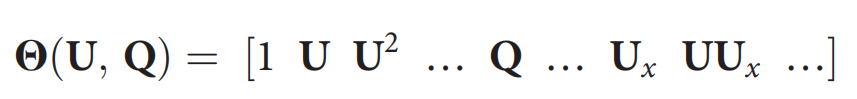 Θ(U, Q) = [1 U U² … Q … Uₓ UUₓ …]